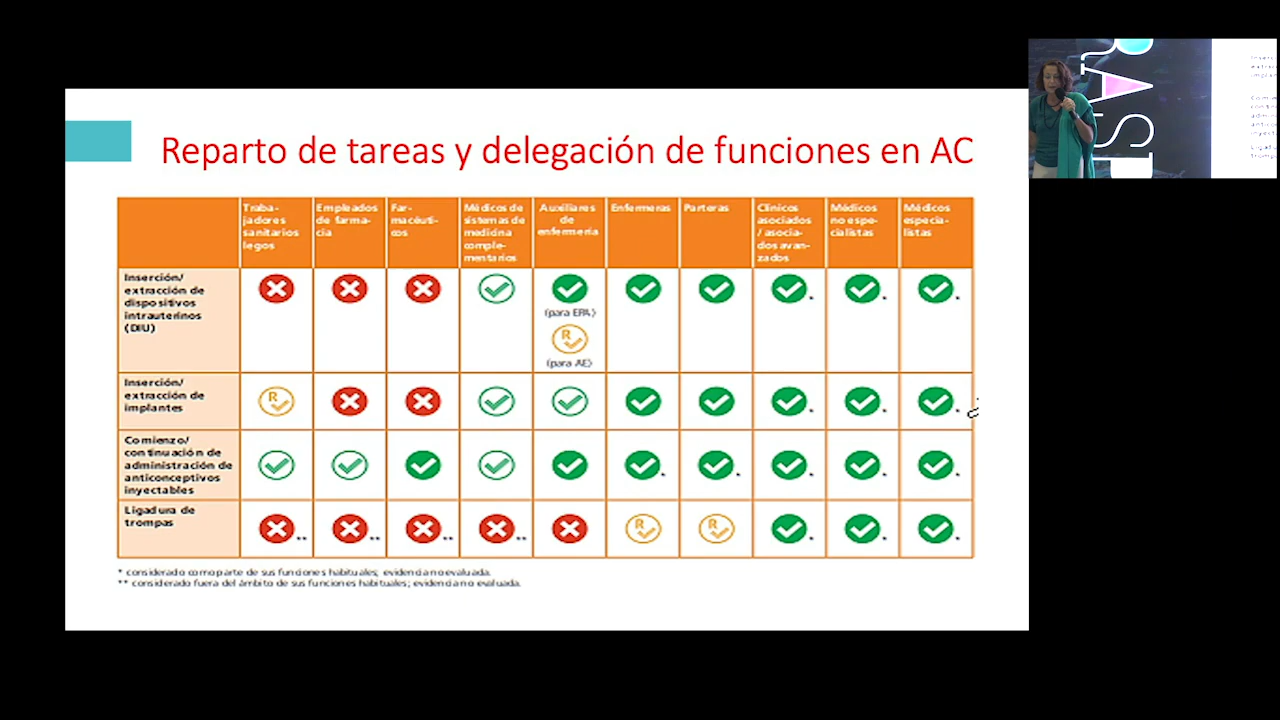 Reparto de tareas y delegación de funciones en AC
Traba-
jadores
sanitarios
legos
Empleados
de farma-
cia
Far-
macéuti-
cos
Médicos de
sistemas de
medicina
comple-
mentarios
Auxiliares
de
enfermería
Enfermeras
Parteras
Clínicos
asociados
/ asocia-
dos avan-
zados
Médicos
no espe-
cialistas
Médicos
especia-
listas
Inserción/
extracción de
dispositivos
intrauterinos
(DIU)
(para EPA)
R
(para AE)
*
*
*
Inserción/
extracción de
implantes
R
*
*
*
Comienzo/
continuación de
administración de
anticonceptivos
inyectables
*
*
*
*
*
Ligadura de
trompas
**
**
**
**
R
R
*
*
*
* considerado como parte de sus funciones habituales; evidencia no evaluada.
** considerado fuera del ámbito de sus funciones habituales; evidencia no evaluada.
RASP